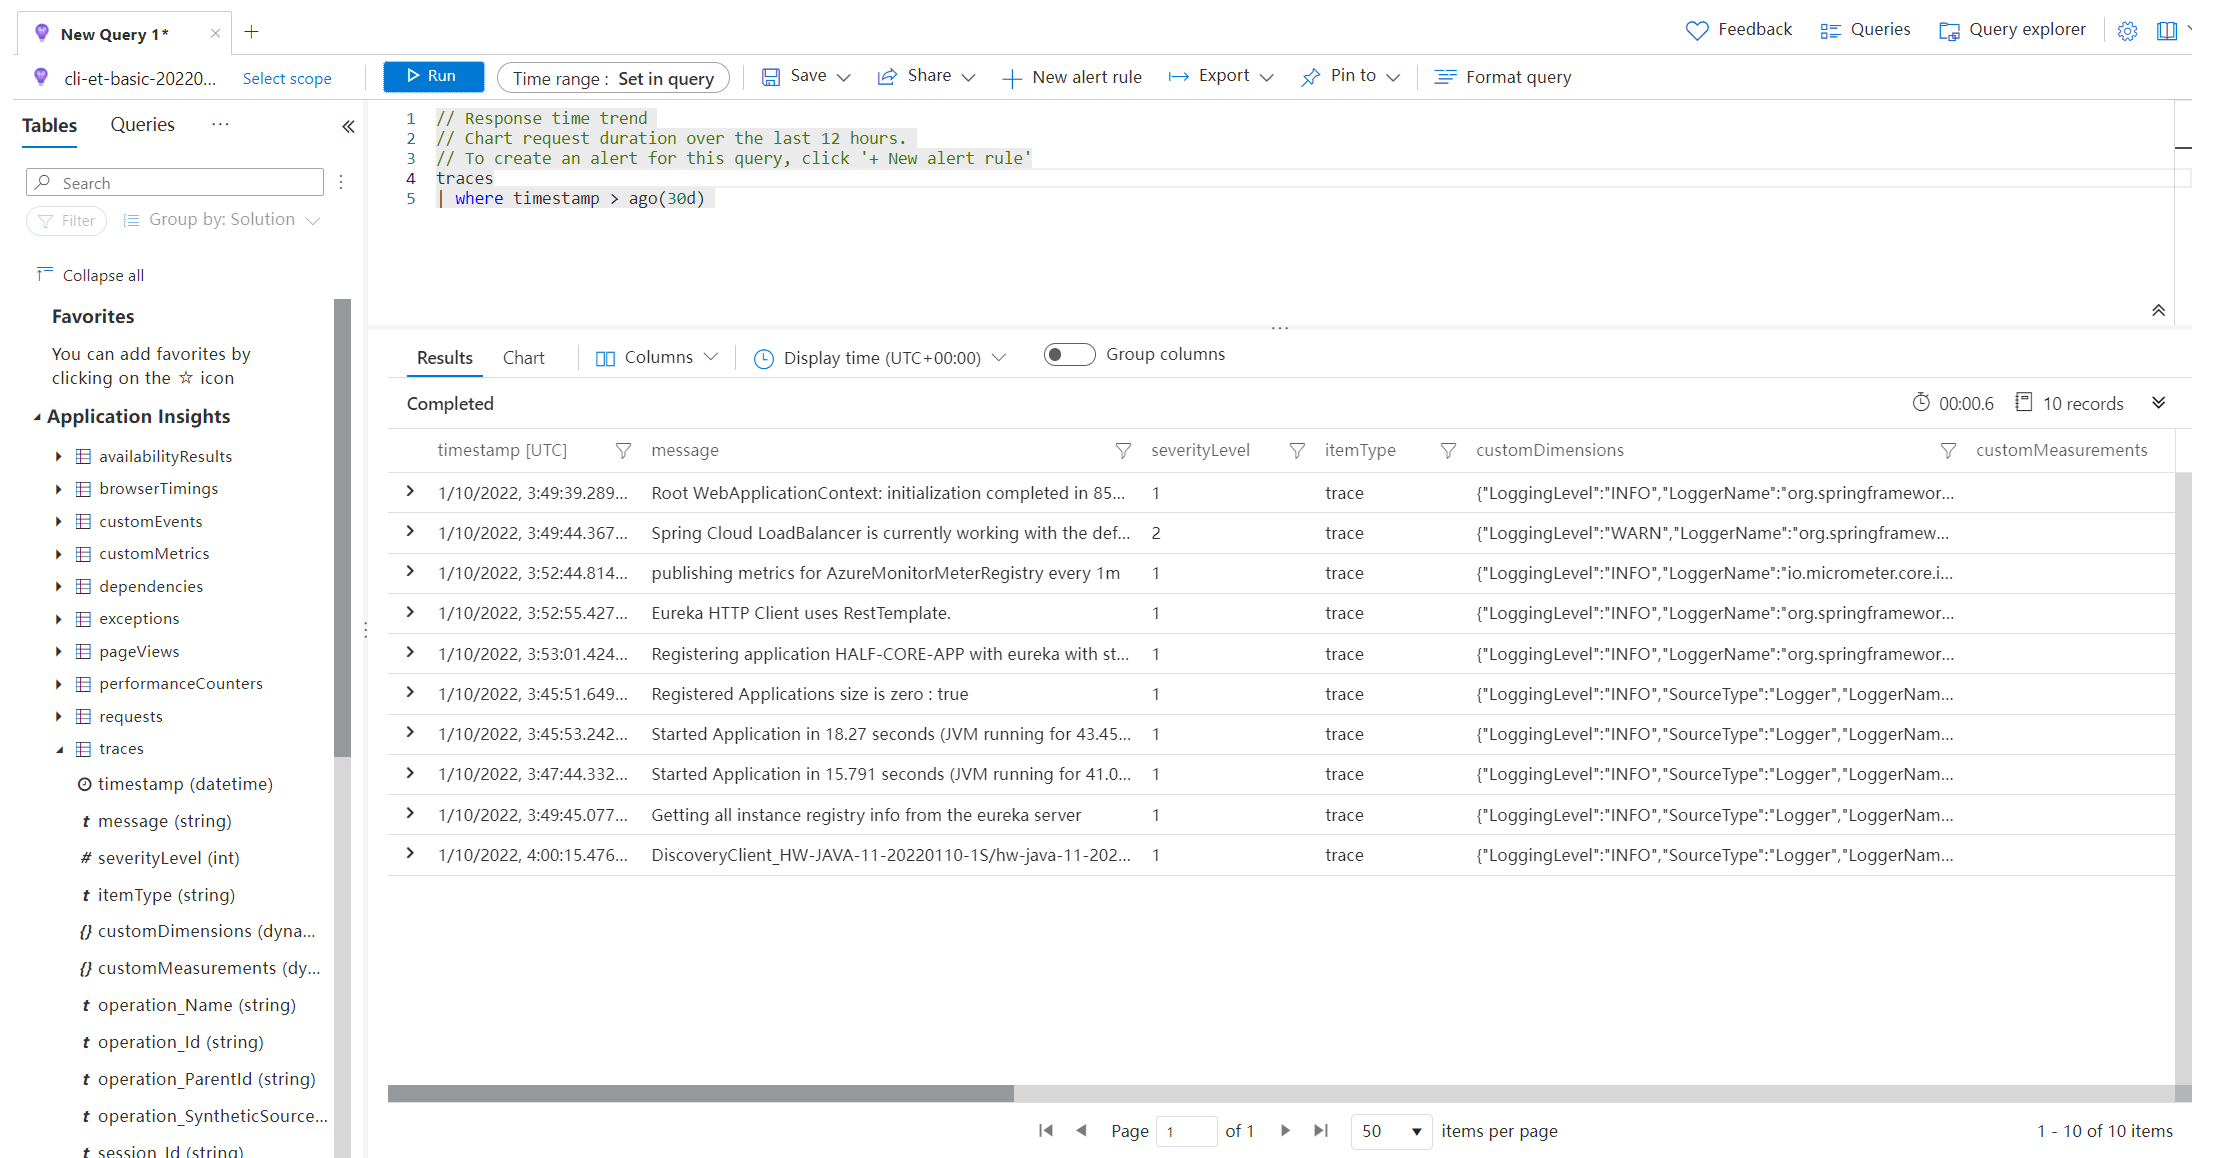 New Query 1*
Feedback Queries Query explorer
cli-et-basic-20220... Select scope Run Time range : Set in query Save Share New alert rule Export Pin to Format query
Tables Queries ...
Search
Filter Group by: Solution
Collapse all
Favorites
You can add favorites by
clicking on the ☆ icon
Application Insights
availabilityResults
browserTimings
customEvents
customMetrics
dependencies
exceptions
pageViews
performanceCounters
requests
traces
timestamp (datetime)
t message (string)
# severityLevel (int)
t itemType (string)
{} customDimensions (dyna...
{} customMeasurements (dy...
t operation_Name (string)
t operation_Id (string)
t operation_ParentId (string)
t operation_SyntheticSource...
t session_Id (string)
1 // Response time trend
2 // Chart request duration over the last 12 hours.
3 // To create an alert for this query, click '+ New alert rule'
4 traces
5 | where timestamp > ago(30d)
Results Chart Columns Display time (UTC+00:00) Group columns
Completed 00:00.6 10 records
timestamp [UTC] message severityLevel itemType customDimensions customMeasurements
1/10/2022, 3:49:39.289... Root WebApplicationContext: initialization completed in 85... 1 trace {"LoggingLevel":"INFO","LoggerName":"org.springframewor...
1/10/2022, 3:49:44.367... Spring Cloud LoadBalancer is currently working with the def... 2 trace {"LoggingLevel":"WARN","LoggerName":"org.springframew...
1/10/2022, 3:52:44.814... publishing metrics for AzureMonitorMeterRegistry every 1m 1 trace {"LoggingLevel":"INFO","LoggerName":"io.micrometer.core.i...
1/10/2022, 3:52:55.427... Eureka HTTP Client uses RestTemplate. 1 trace {"LoggingLevel":"INFO","LoggerName":"org.springframewor...
1/10/2022, 3:53:01.424... Registering application HALF-CORE-APP with eureka with st... 1 trace {"LoggingLevel":"INFO","LoggerName":"org.springframewor...
1/10/2022, 3:45:51.649... Registered Applications size is zero : true 1 trace {"LoggingLevel":"INFO","SourceType":"Logger","LoggerNam...
1/10/2022, 3:45:53.242... Started Application in 18.27 seconds (JVM running for 43.45... 1 trace {"LoggingLevel":"INFO","SourceType":"Logger","LoggerNam...
1/10/2022, 3:47:44.332... Started Application in 15.791 seconds (JVM running for 41.0... 1 trace {"LoggingLevel":"INFO","SourceType":"Logger","LoggerNam...
1/10/2022, 3:49:45.077... Getting all instance registry info from the eureka server 1 trace {"LoggingLevel":"INFO","SourceType":"Logger","LoggerNam...
1/10/2022, 4:00:15.476... DiscoveryClient_HW-JAVA-11-20220110-1S/hw-java-11-202... 1 trace {"LoggingLevel":"INFO","SourceType":"Logger","LoggerNam...
Page 1 of 1 50 items per page 1 - 10 of 10 items